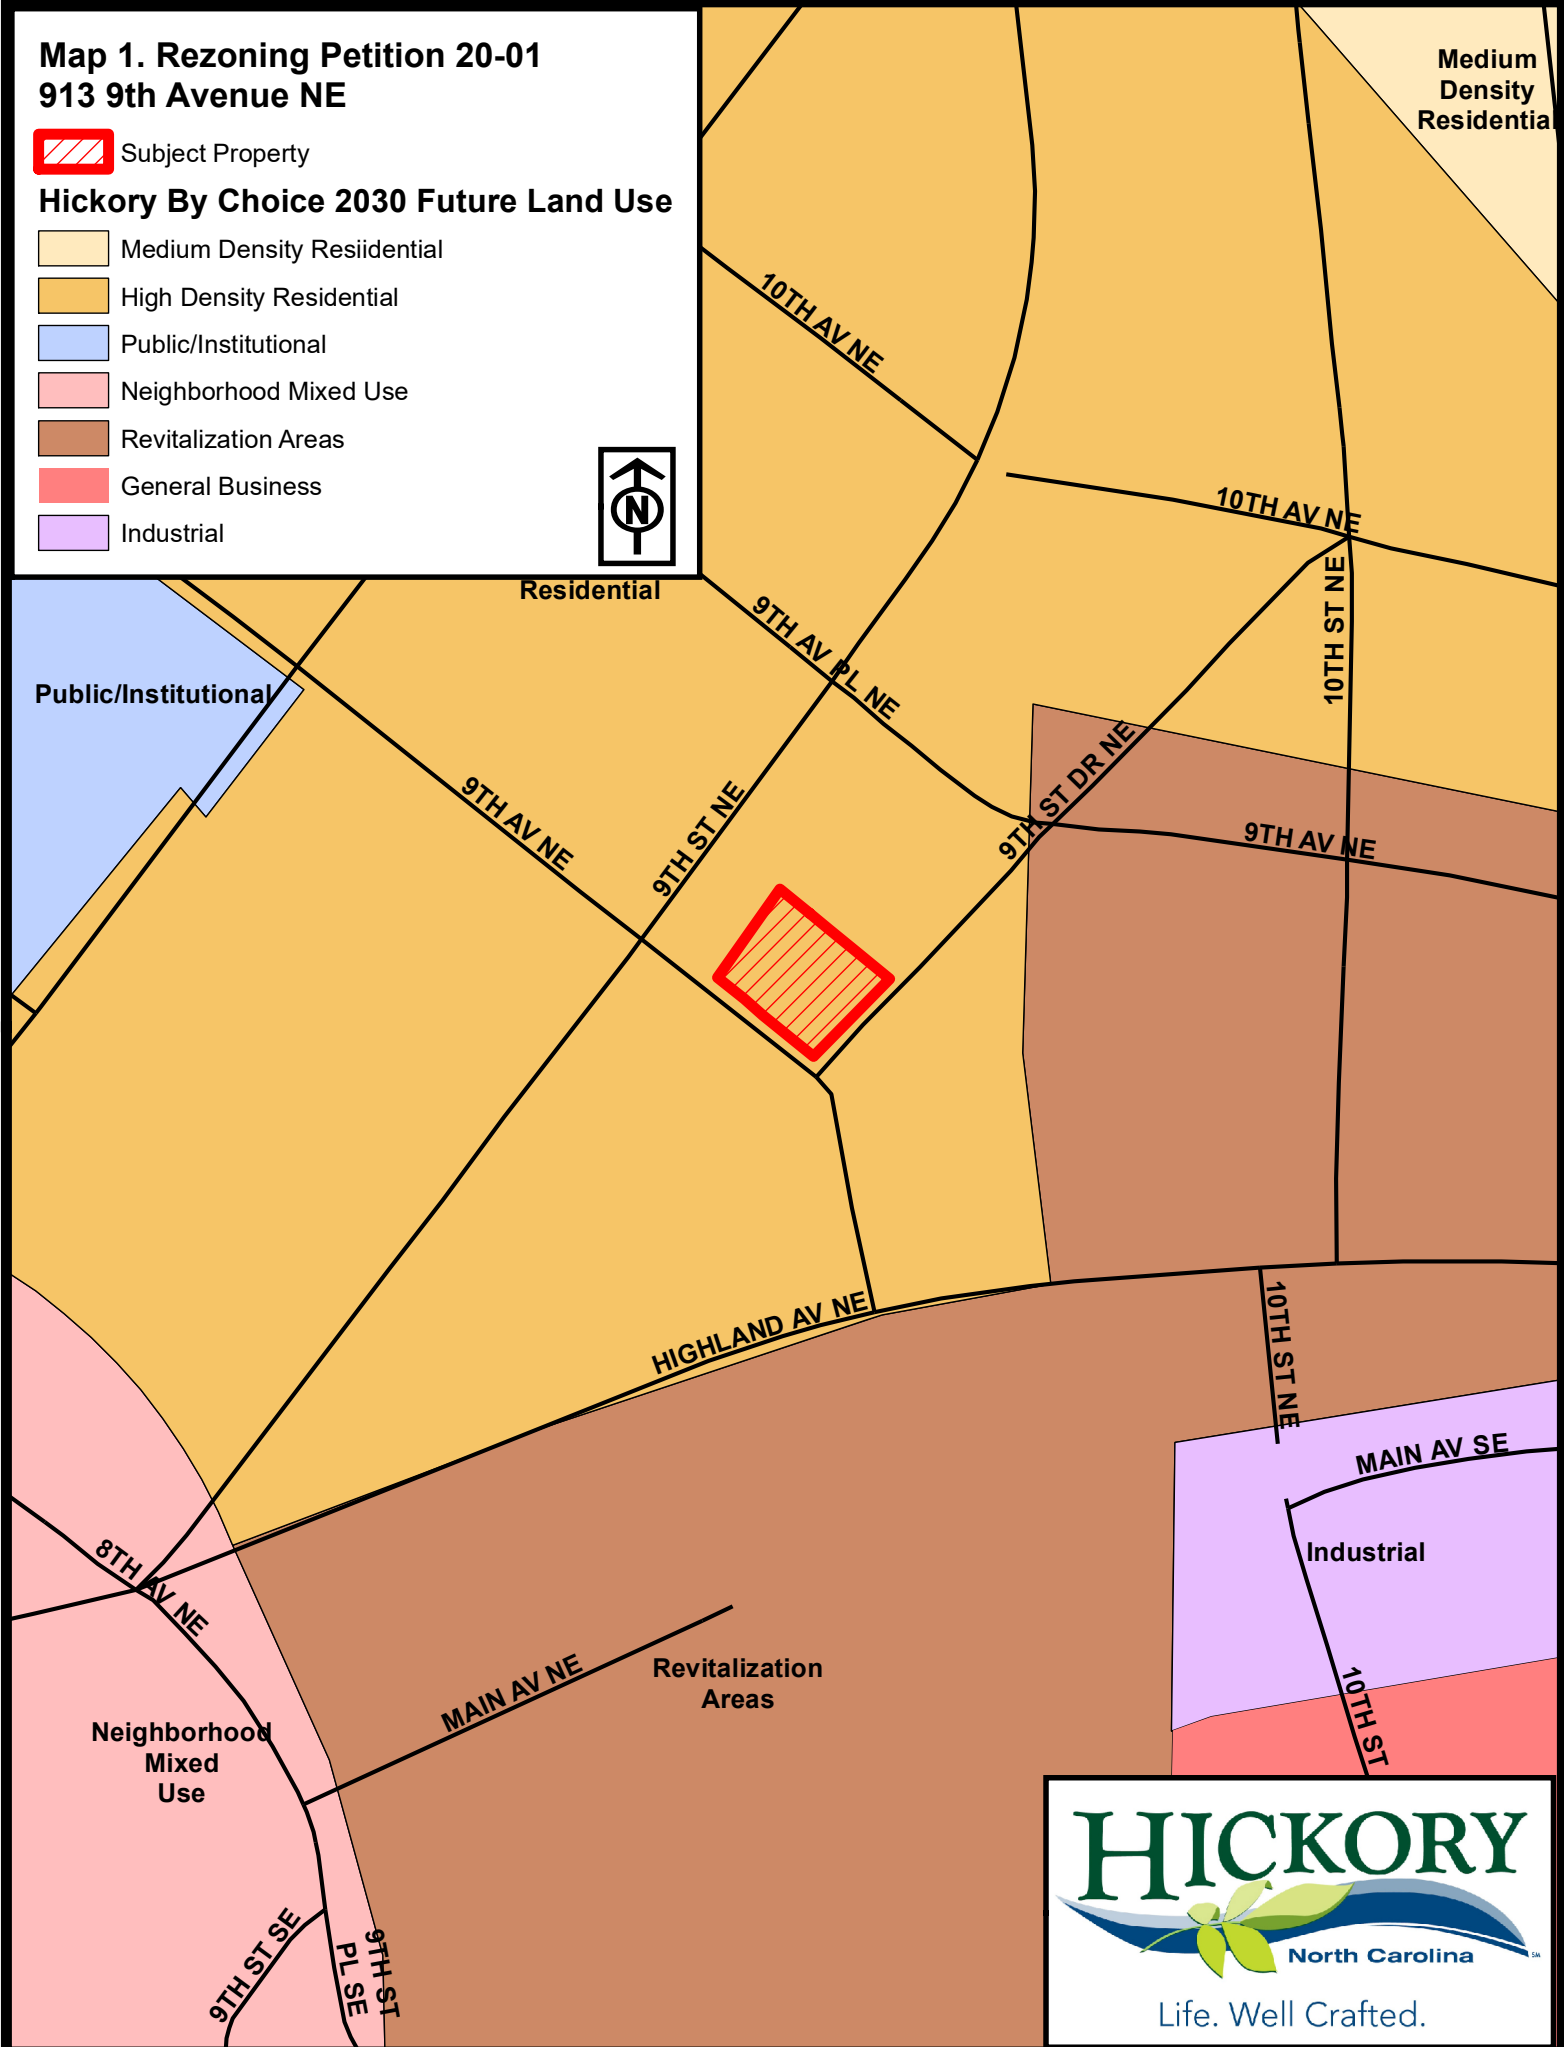 Map 1. Rezoning Petition 20-01
913 9th Avenue NE
Subject Property
Hickory By Choice 2030 Future Land Use
Medium Density Resiidential
High Density Residential
Public/Institutional
Neighborhood Mixed Use
Revitalization Areas
General Business
Industrial
N
Medium
Density
Residential
10TH AV NE
10TH AV NE
10TH ST NE
Residential
9TH AV PL NE
Public/Institutional
9TH ST DR NE
9TH AV NE
9TH ST NE
9TH AV NE
HIGHLAND AV NE
10TH ST NE
MAIN AV SE
Industrial
8TH AV NE
MAIN AV NE
Revitalization
Areas
10TH ST
Neighborhood
Mixed
Use
9TH ST SE
9TH ST
PL SE
HICKORY
North Carolina
SM
Life. Well Crafted.